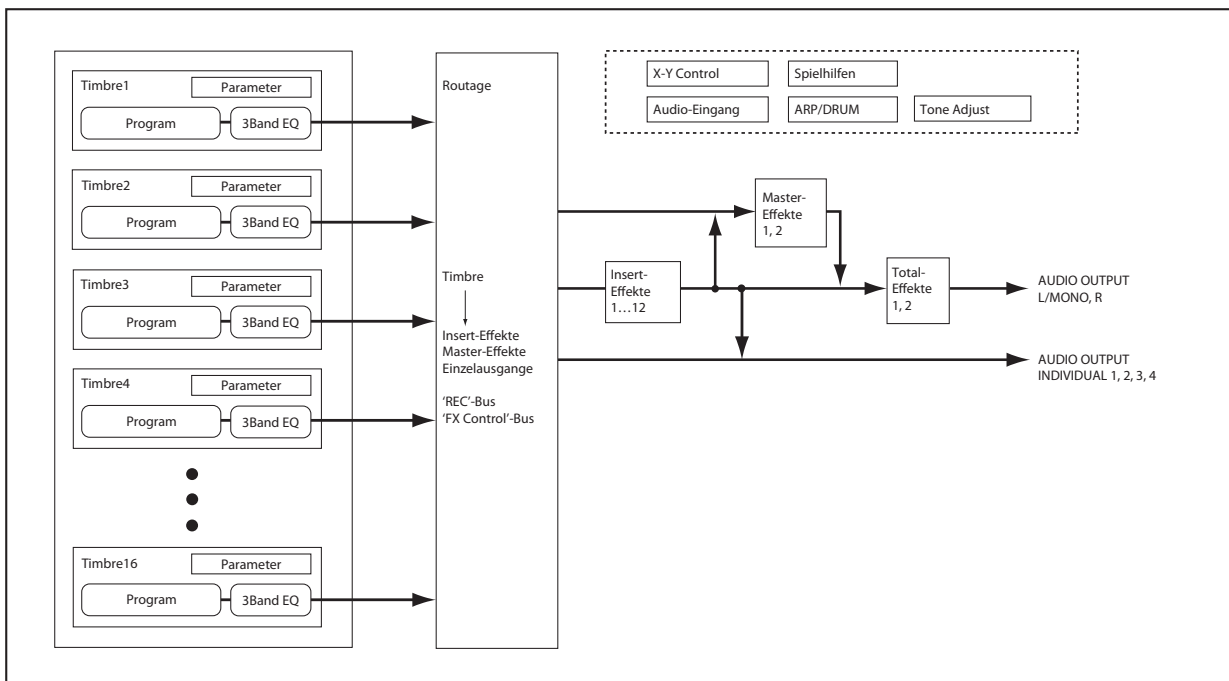 Timbre1
Parameter
Program
3Band EQ
Timbre2
Parameter
Program
3Band EQ
Timbre3
Parameter
Program
3Band EQ
Timbre4
Parameter
Program
3Band EQ
Timbre16
Parameter
Program
3Band EQ
Routage
Timbre
Insert-Effekte
Master-Effekte
Einzelausgange
‘REC’-Bus
‘FX Control’-Bus
X-Y Control
Spielhilfen
Audio-Eingang
ARP/DRUM
Tone Adjust
Master-
Effekte
1, 2
Insert-
Effekte
1…12
Total-
Effekte
1, 2
AUDIO OUTPUT
L/MONO, R
AUDIO OUTPUT
INDIVIDUAL 1, 2, 3, 4